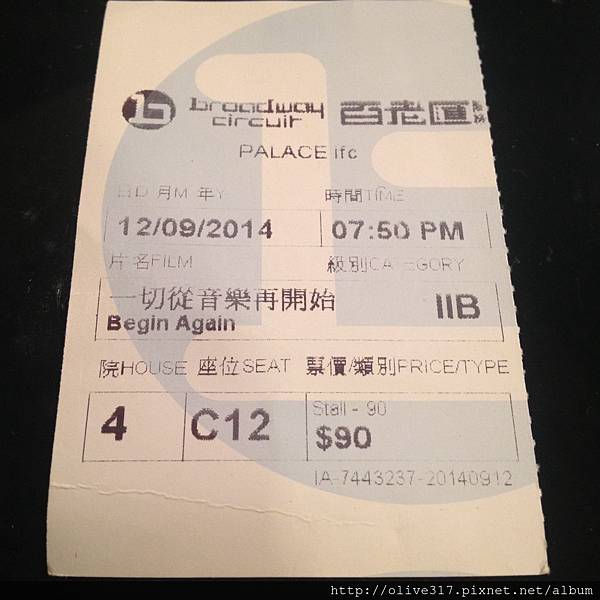 broadway circuit 百老匯
PALACE ifc
日D 月M 年Y 時間TIME
12/09/2014 07:50 PM
片名FILM 級別CATEGORY
一切從音樂再開始 IIB
Begin Again
院HOUSE 座位SEAT 票價/類別PRICE/TYPE
Stall - 90
4 C12 $90
IA-7443237-20140912
http://olive317.pixnet.net/album